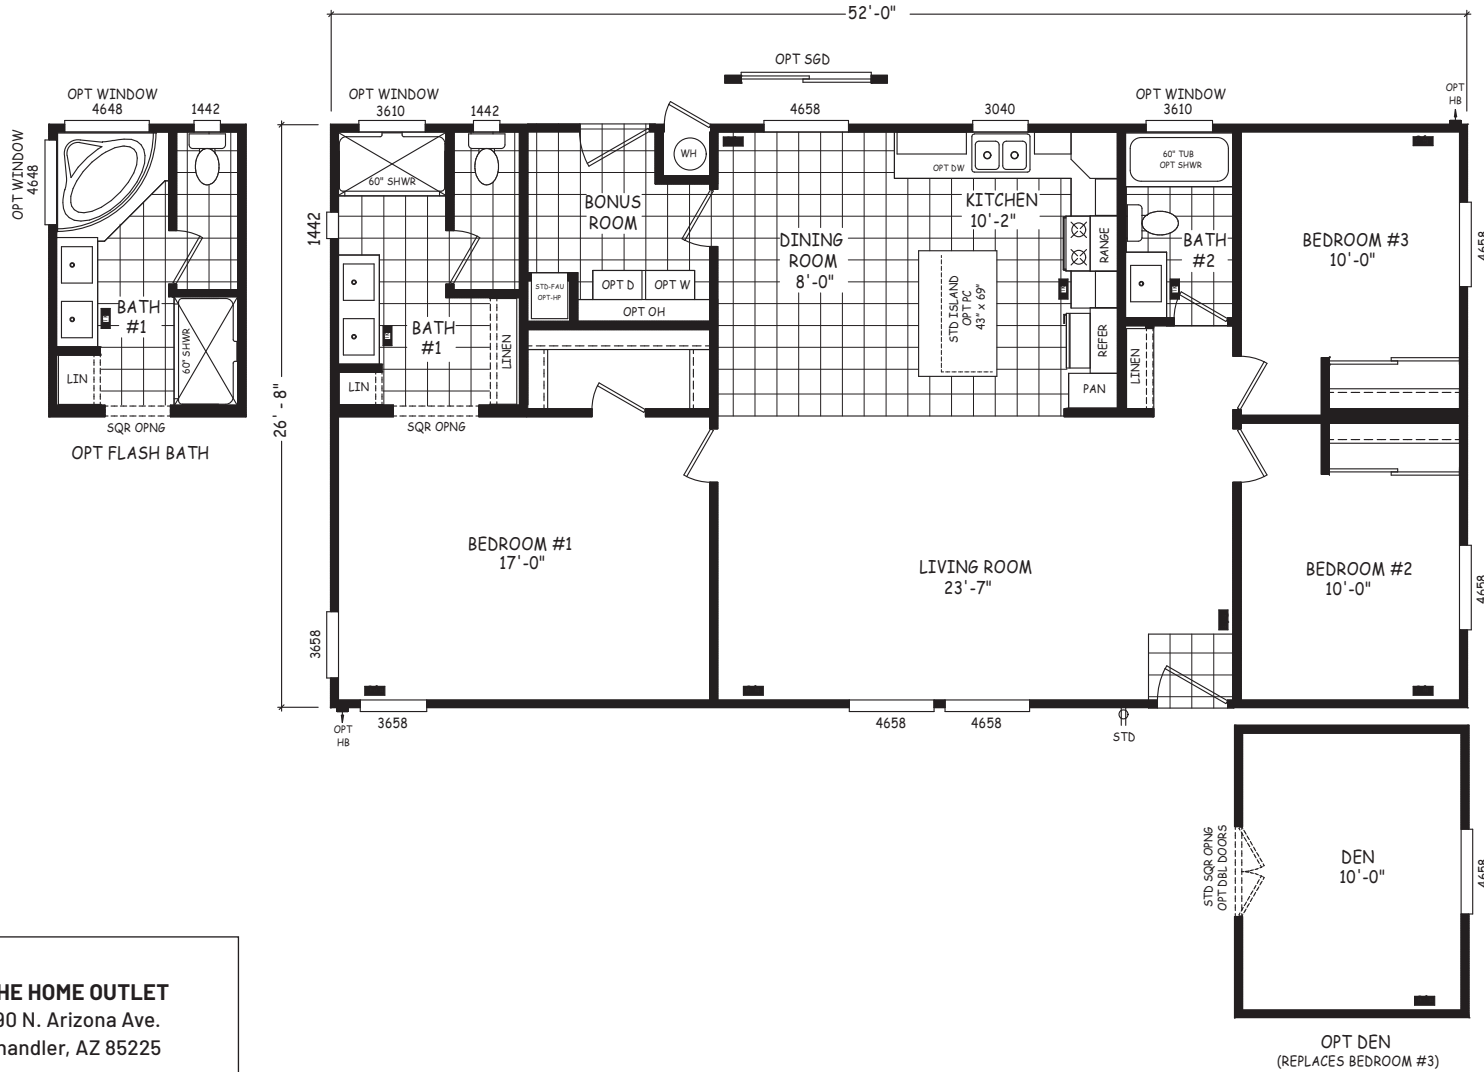 52'-0"
OPT SGD
OPT WINDOW
4648
1442
OPT WINDOW
3610
1442
4658
3040
OPT WINDOW
3610
OPT
HB
OPT WINDOW
4648
60" SHWR
WH
OPT DW
60" TUB
OPT SHWR
1442
BONUS
ROOM
KITCHEN
10'-2"
DINING
ROOM
8'-0"
RANGE
BATH
#2
BEDROOM #3
10'-0"
4658
STD-FAU
OPT-HP
OPT D
OPT W
OPT OH
STD ISLAND
OPT PC
43" x 69"
BATH
#1
60" SHWR
LIN
BATH
#1
LINEN
LIN
REFER
PAN
LINEN
SQR OPNG
OPT FLASH BATH
26' - 8"
SQR OPNG
BEDROOM #1
17'-0"
LIVING ROOM
23'-7"
BEDROOM #2
10'-0"
4658
3658
OPT
HB
3658
4658
4658
STD
STD SQR OPNG
OPT DBL DOORS
DEN
10'-0"
4658
OPT DEN
(REPLACES BEDROOM #3)
HE HOME OUTLET
90 N. Arizona Ave.
handler, AZ 85225